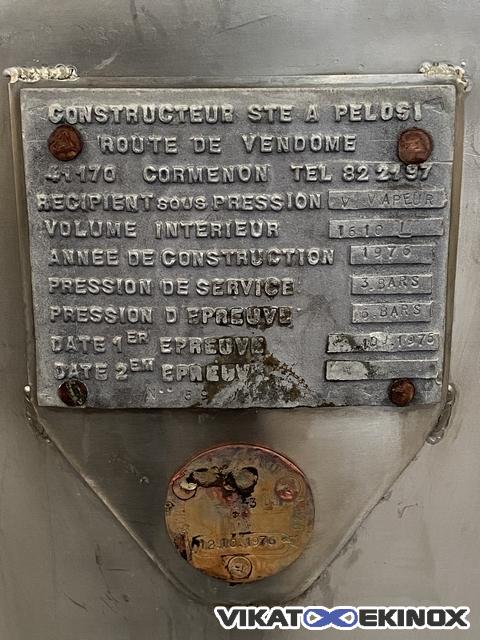 CONSTRUCTEUR STE A PELOSI
ROUTE DE VENDOME
41170 CORMENON TEL 82 21 97
RECIPIENT SOUS PRESSION V. VAPEUR
VOLUME INTERIEUR 1610 L
ANNÉE DE CONSTRUCTION 1976
PRESSION DE SERVICE 3 BARS
PRESSION D EPREUVE BARS
DATE 1ER EPREUVE 10.1976
DATE 2EM EPREUVE
12.10.1976
VIKAT EKINOX